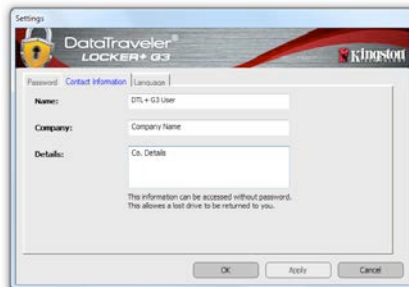 Settings
DataTraveler®
LOCKER+ G3
Kingston
Password Contact Information Language
Name: DTL+ G3 User
Company: Company Name
Details: Co. Details
This information can be accessed without password.
This allowes a lost drive to be returned to you.
OK Apply Cancel